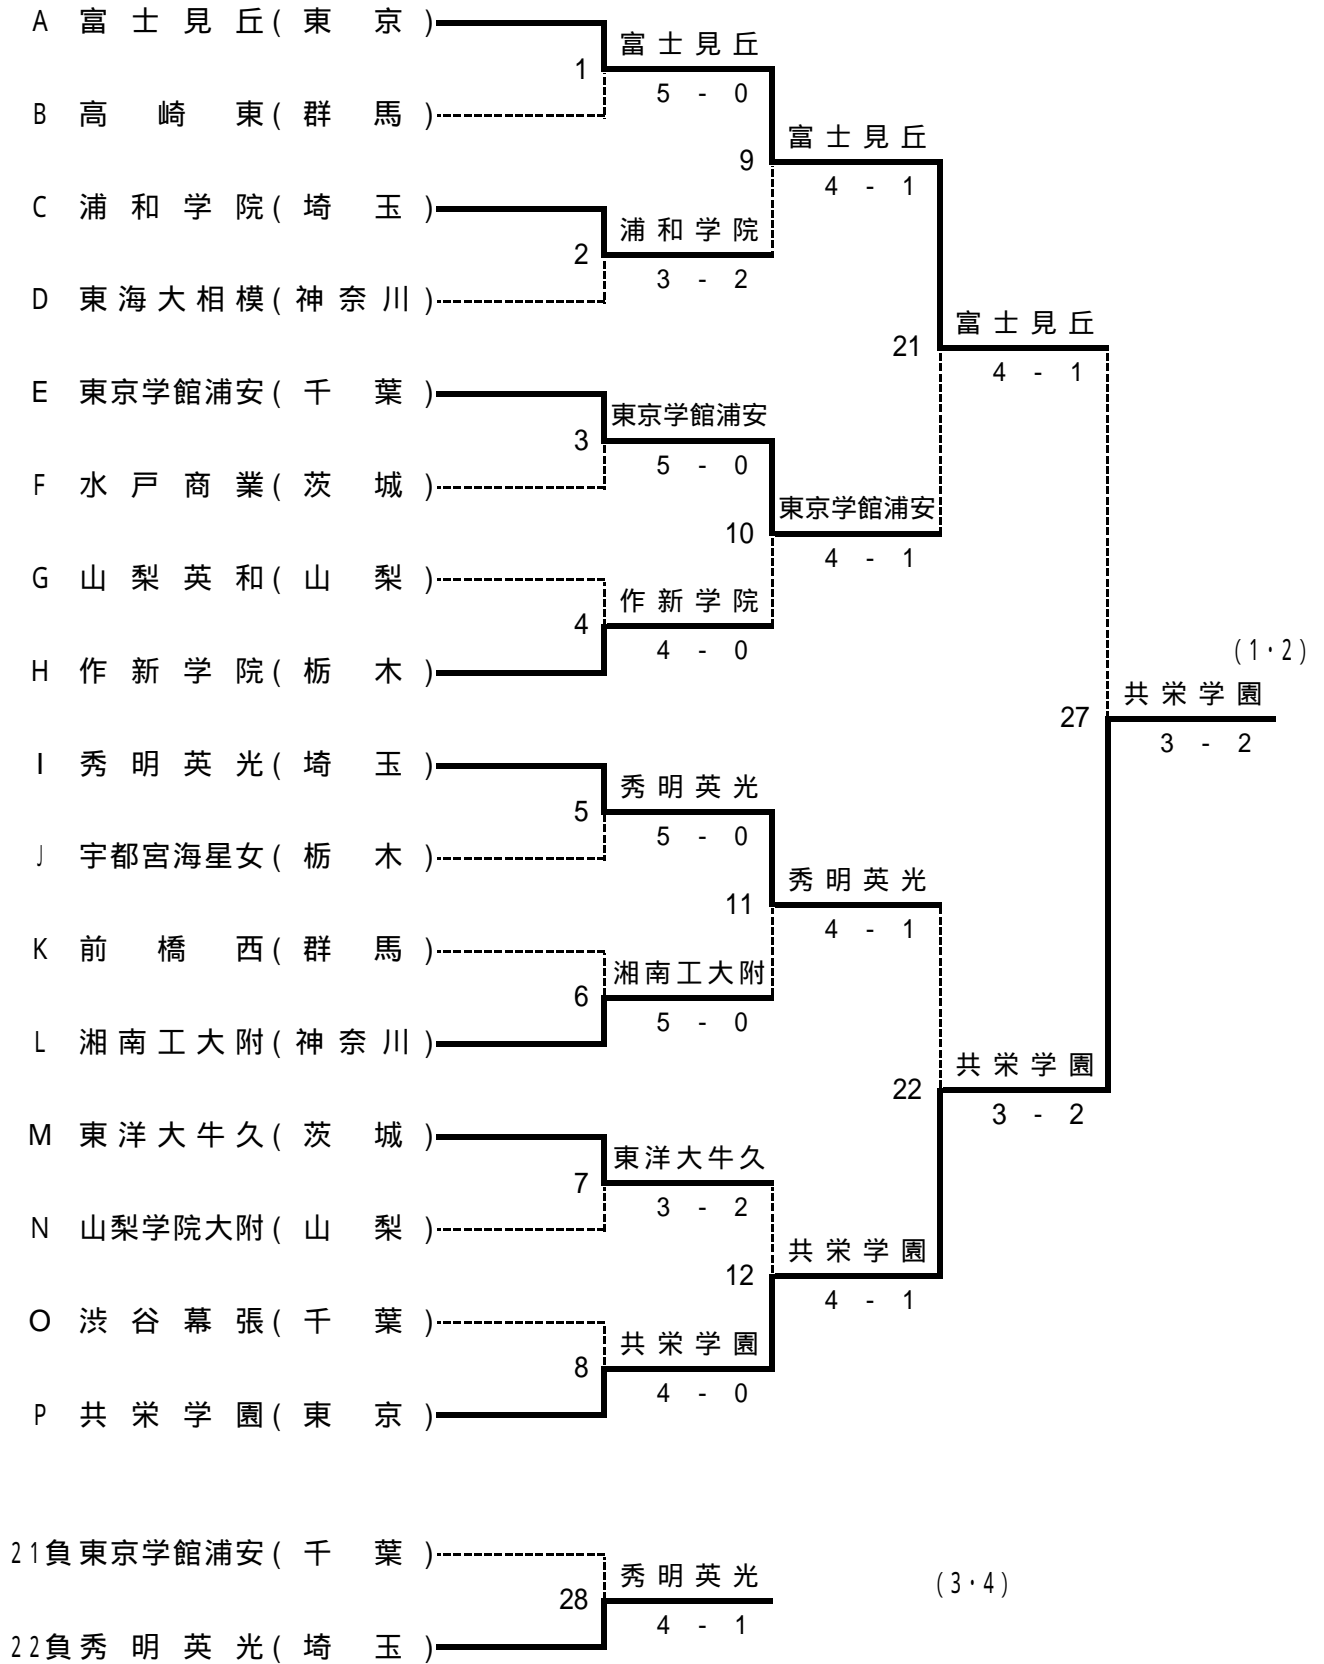 A 富士見丘(東京)
富士見丘
1
5 - 0
B 高崎東(群馬)
富士見丘
9
4 - 1
C 浦和学院(埼玉)
浦和学院
2
3 - 2
D 東海大相模(神奈川)
富士見丘
21
4 - 1
E 東京学館浦安(千葉)
東京学館浦安
3
5 - 0
F 水戸商業(茨城)
東京学館浦安
10
4 - 1
G 山梨英和(山梨)
作新学院
4
4 - 0
H 作新学院(栃木)
(1・2)
共栄学園
27
3 - 2
I 秀明英光(埼玉)
秀明英光
5
5 - 0
J 宇都宮海星女(栃木)
秀明英光
11
4 - 1
K 前橋西(群馬)
湘南工大附
6
5 - 0
L 湘南工大附(神奈川)
共栄学園
22
3 - 2
M 東洋大牛久(茨城)
東洋大牛久
7
3 - 2
N 山梨学院大附(山梨)
共栄学園
12
4 - 1
O 渋谷幕張(千葉)
共栄学園
8
4 - 0
P 共栄学園(東京)
21負東京学館浦安(千葉)
秀明英光
(3・4)
28
4 - 1
22負秀明英光(埼玉)